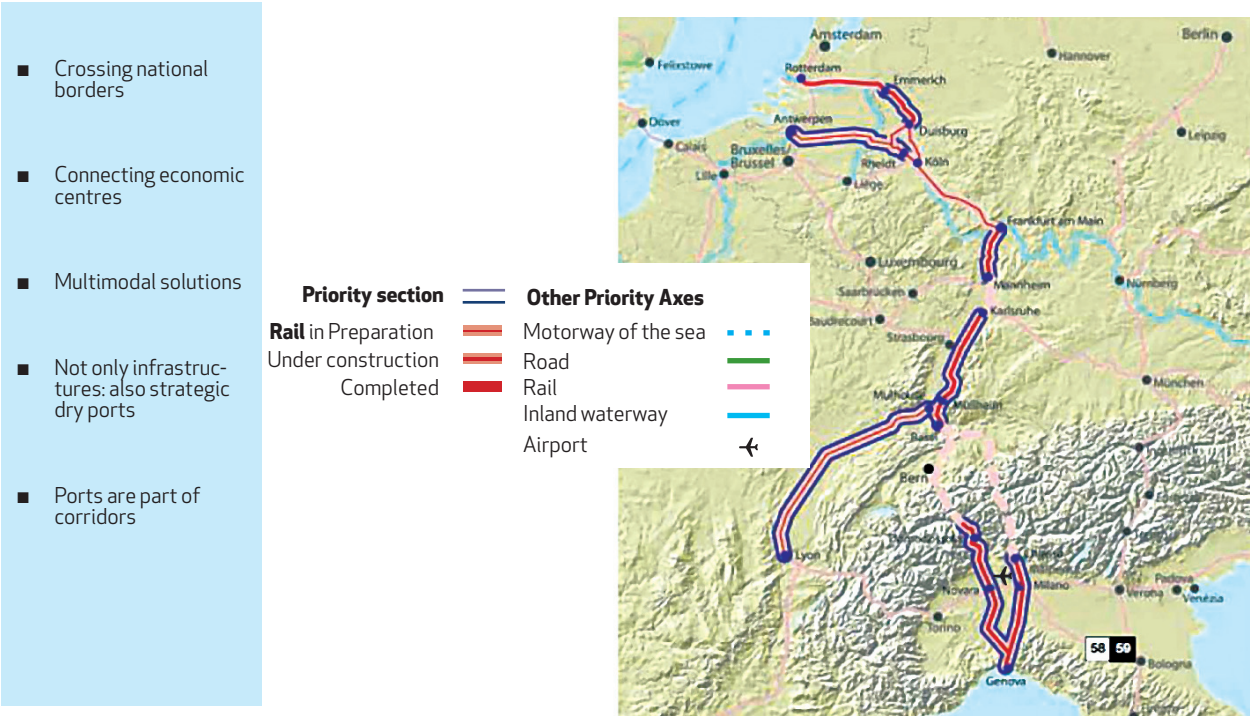 ■ Crossing national
borders
■ Connecting economic
centres
■ Multimodal solutions
■ Not only infrastruc-
tures: also strategic
dry ports
■ Ports are part of
corridors
Priority section
Rail in Preparation
Under construction
Completed
Other Priority Axes
Motorway of the sea
Road
Rail
Inland waterway
Airport
Amsterdam
Berlin
Hannover
Felixstowe
Rotterdam
Emmerich
Antwerpen
Dover
Duisburg
Leipzig
Calais
Bruxelles/
Brussel
Rheidt
Köln
Lille
Liège
Frankfurt am Main
Luxembourg
Mannheim
Nürnberg
Saarbrücken
Karlsruhe
Baudrecourt
Strasbourg
München
Mulhouse
Müllheim
Basel
Bern
Lyon
Novara
Milano
Verona
Padova
Venézia
Torino
58 59
Bologna
Genova